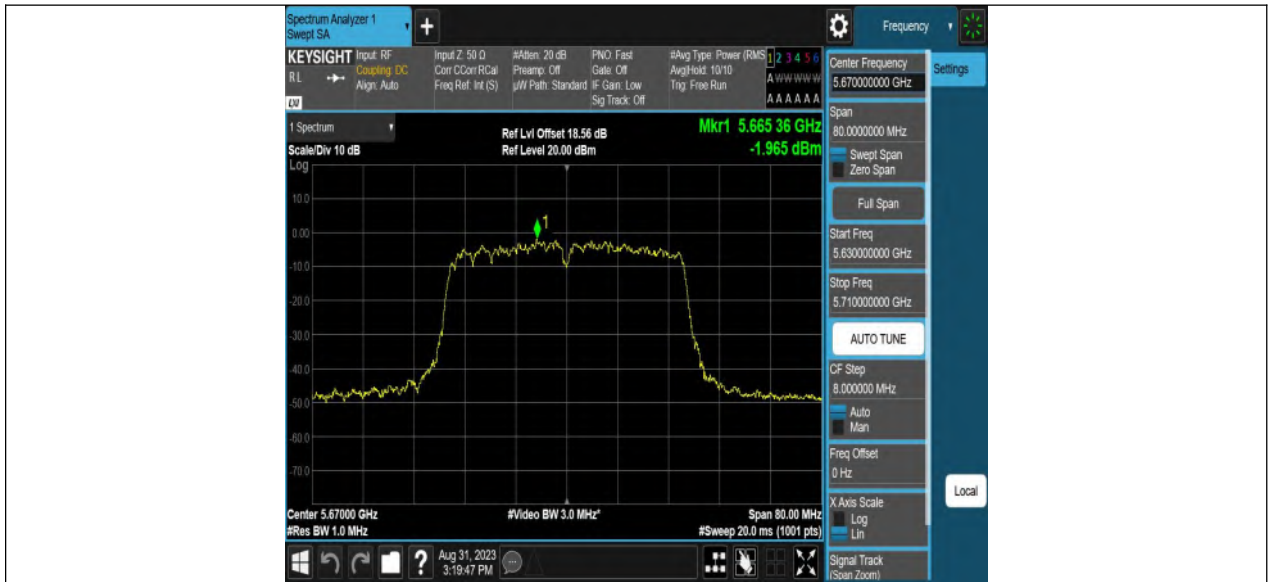 Spectrum Analyzer 1
Swept SA
+
Frequency
KEYSIGHT
RL
LXI
Input: RF
Coupling: DC
Align: Auto
Input Z: 50 Ω
Corr CCorr RCal
Freq Ref: Int (S)
#Atten: 20 dB
Preamp: Off
µW Path: Standard
PNO: Fast
Gate: Off
IF Gain: Low
Sig Track: Off
#Avg Type: Power (RMS
Avg|Hold: 10/10
Trig: Free Run
1 2 3 4 5 6
A W W W W W
A A A A A A
1 Spectrum
Scale/Div 10 dB
Ref Lvl Offset 18.56 dB
Ref Level 20.00 dBm
Mkr1 5.665 36 GHz
-1.965 dBm
Log
10.0
0.00
-10.0
-20.0
-30.0
-40.0
-50.0
-60.0
-70.0
1
Center 5.67000 GHz
#Res BW 1.0 MHz
#Video BW 3.0 MHz*
Span 80.00 MHz
#Sweep 20.0 ms (1001 pts)
Center Frequency
5.670000000 GHz
Settings
Span
80.0000000 MHz
Swept Span
Zero Span
Full Span
Start Freq
5.630000000 GHz
Stop Freq
5.710000000 GHz
AUTO TUNE
CF Step
8.000000 MHz
Auto
Man
Freq Offset
0 Hz
X Axis Scale
Log
Lin
Signal Track
(Span Zoom)
Local
?
Aug 31, 2023
3:19:47 PM